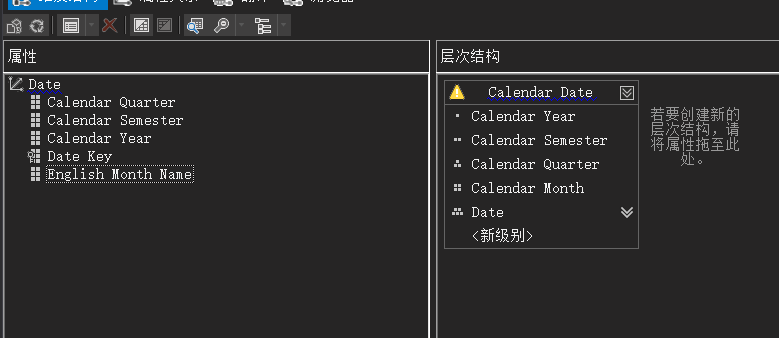 属性
Date
Calendar Quarter
Calendar Semester
Calendar Year
Date Key
English Month Name
层次结构
Calendar Date
Calendar Year
Calendar Semester
Calendar Quarter
Calendar Month
Date
<新级别>
若要创建新的
层次结构，请
将属性拖至此
处。